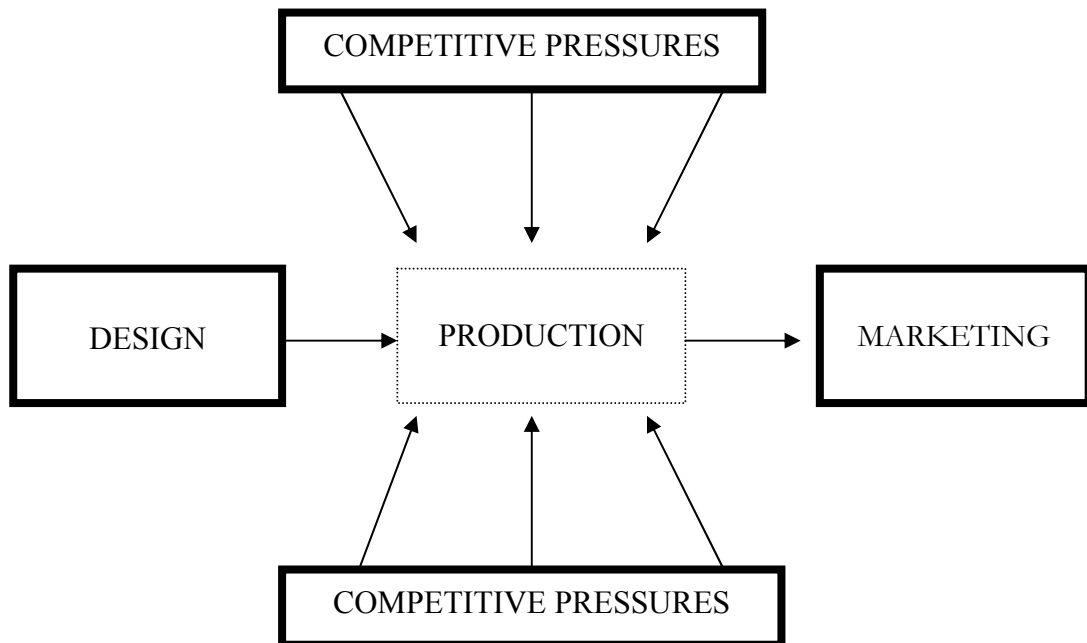 COMPETITIVE PRESSURES
DESIGN
PRODUCTION
MARKETING
COMPETITIVE PRESSURES